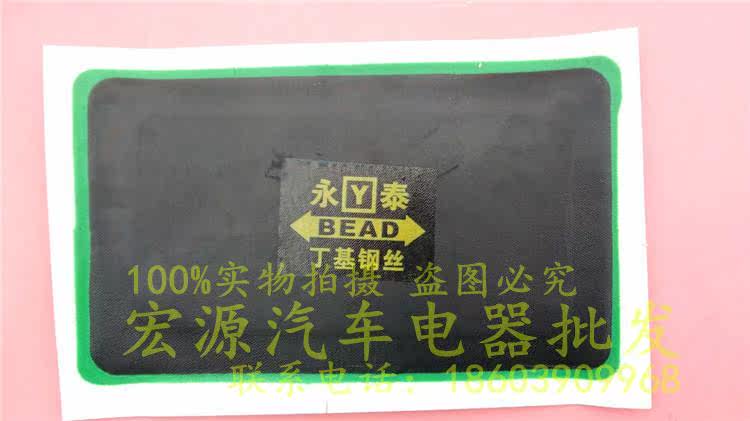 永Y泰
BEAD
丁基钢丝
100%实物拍摄 盗图必究
宏源汽车电器批发
联系电话：18603909968